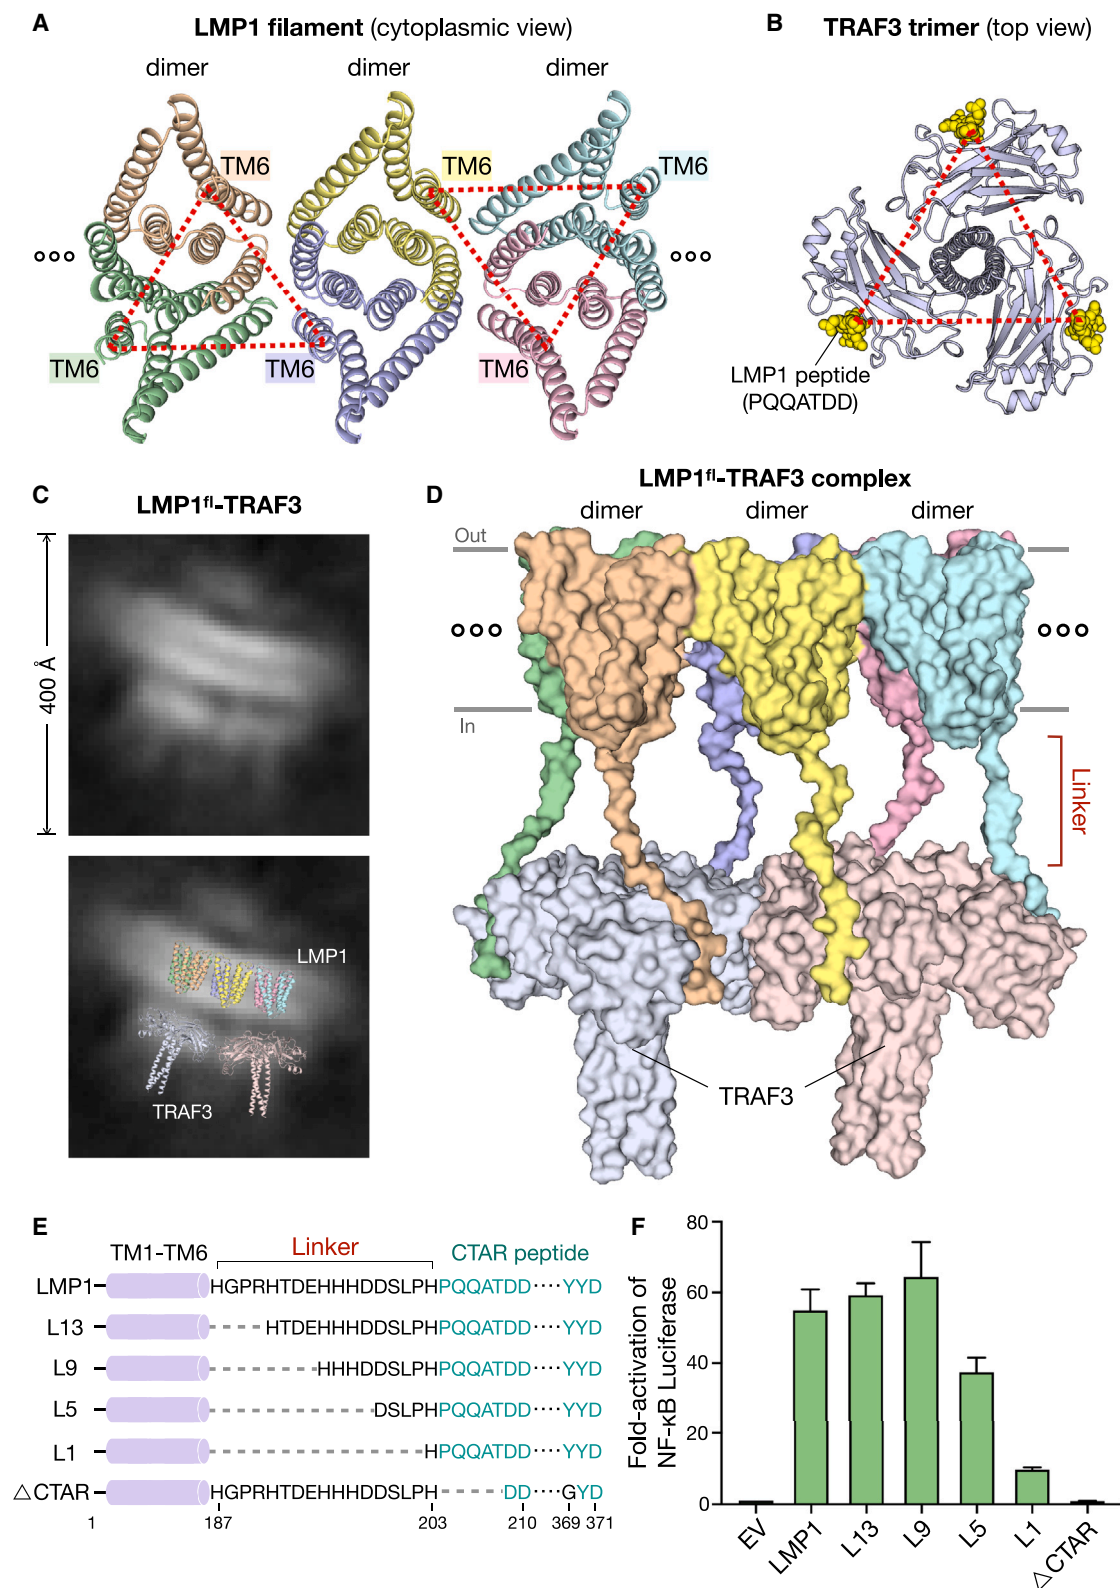 A
LMP1 filament (cytoplasmic view)
dimer
dimer
dimer
TM6
TM6
TM6
TM6
TM6
TM6
B
TRAF3 trimer (top view)
LMP1 peptide
(PQQATDD)
C
LMP1fl-TRAF3
400 Å
LMP1
TRAF3
D
LMP1fl-TRAF3 complex
dimer
dimer
dimer
Out
In
Linker
TRAF3
E
TM1-TM6
Linker
CTAR peptide
LMP1 HGPRHTDEHHHDDSLPHPQQATDD····YYD
L13 HTDEHHHDDSLPHPQQATDD····YYD
L9 HHHDDSLPHPQQATDD····YYD
L5 DSLPHPQQATDD····YYD
L1 HPQQATDD····YYD
△CTAR HGPRHTDEHHHDDSLPH DD····GYD
1 187 203 210 369 371
F
Fold-activation of
NF-κB Luciferase
80
60
40
20
0
EV LMP1 L13 L9 L5 L1 △CTAR